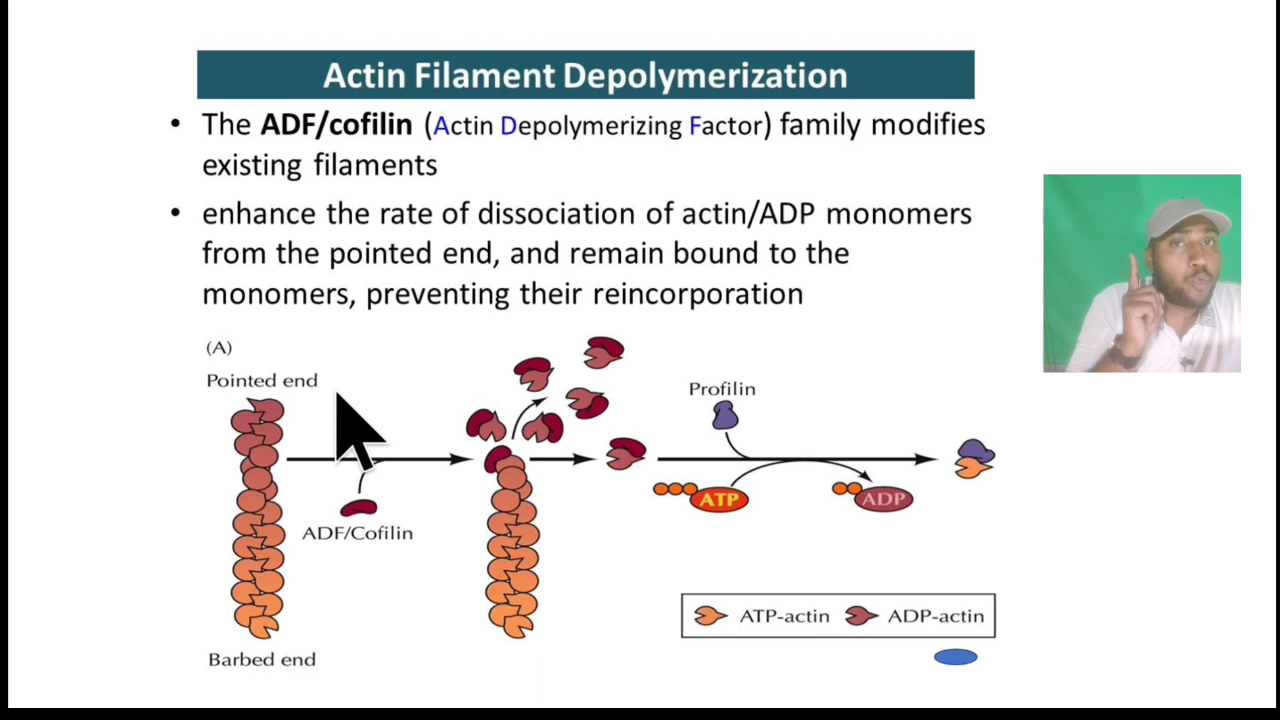 Actin Filament Depolymerization
• The ADF/cofilin (Actin Depolymerizing Factor) family modifies
existing filaments
• enhance the rate of dissociation of actin/ADP monomers
from the pointed end, and remain bound to the
monomers, preventing their reincorporation
(A)
Pointed end
Profilin
ATP
ADP
ADF/Cofilin
ATP-actin
ADP-actin
Barbed end